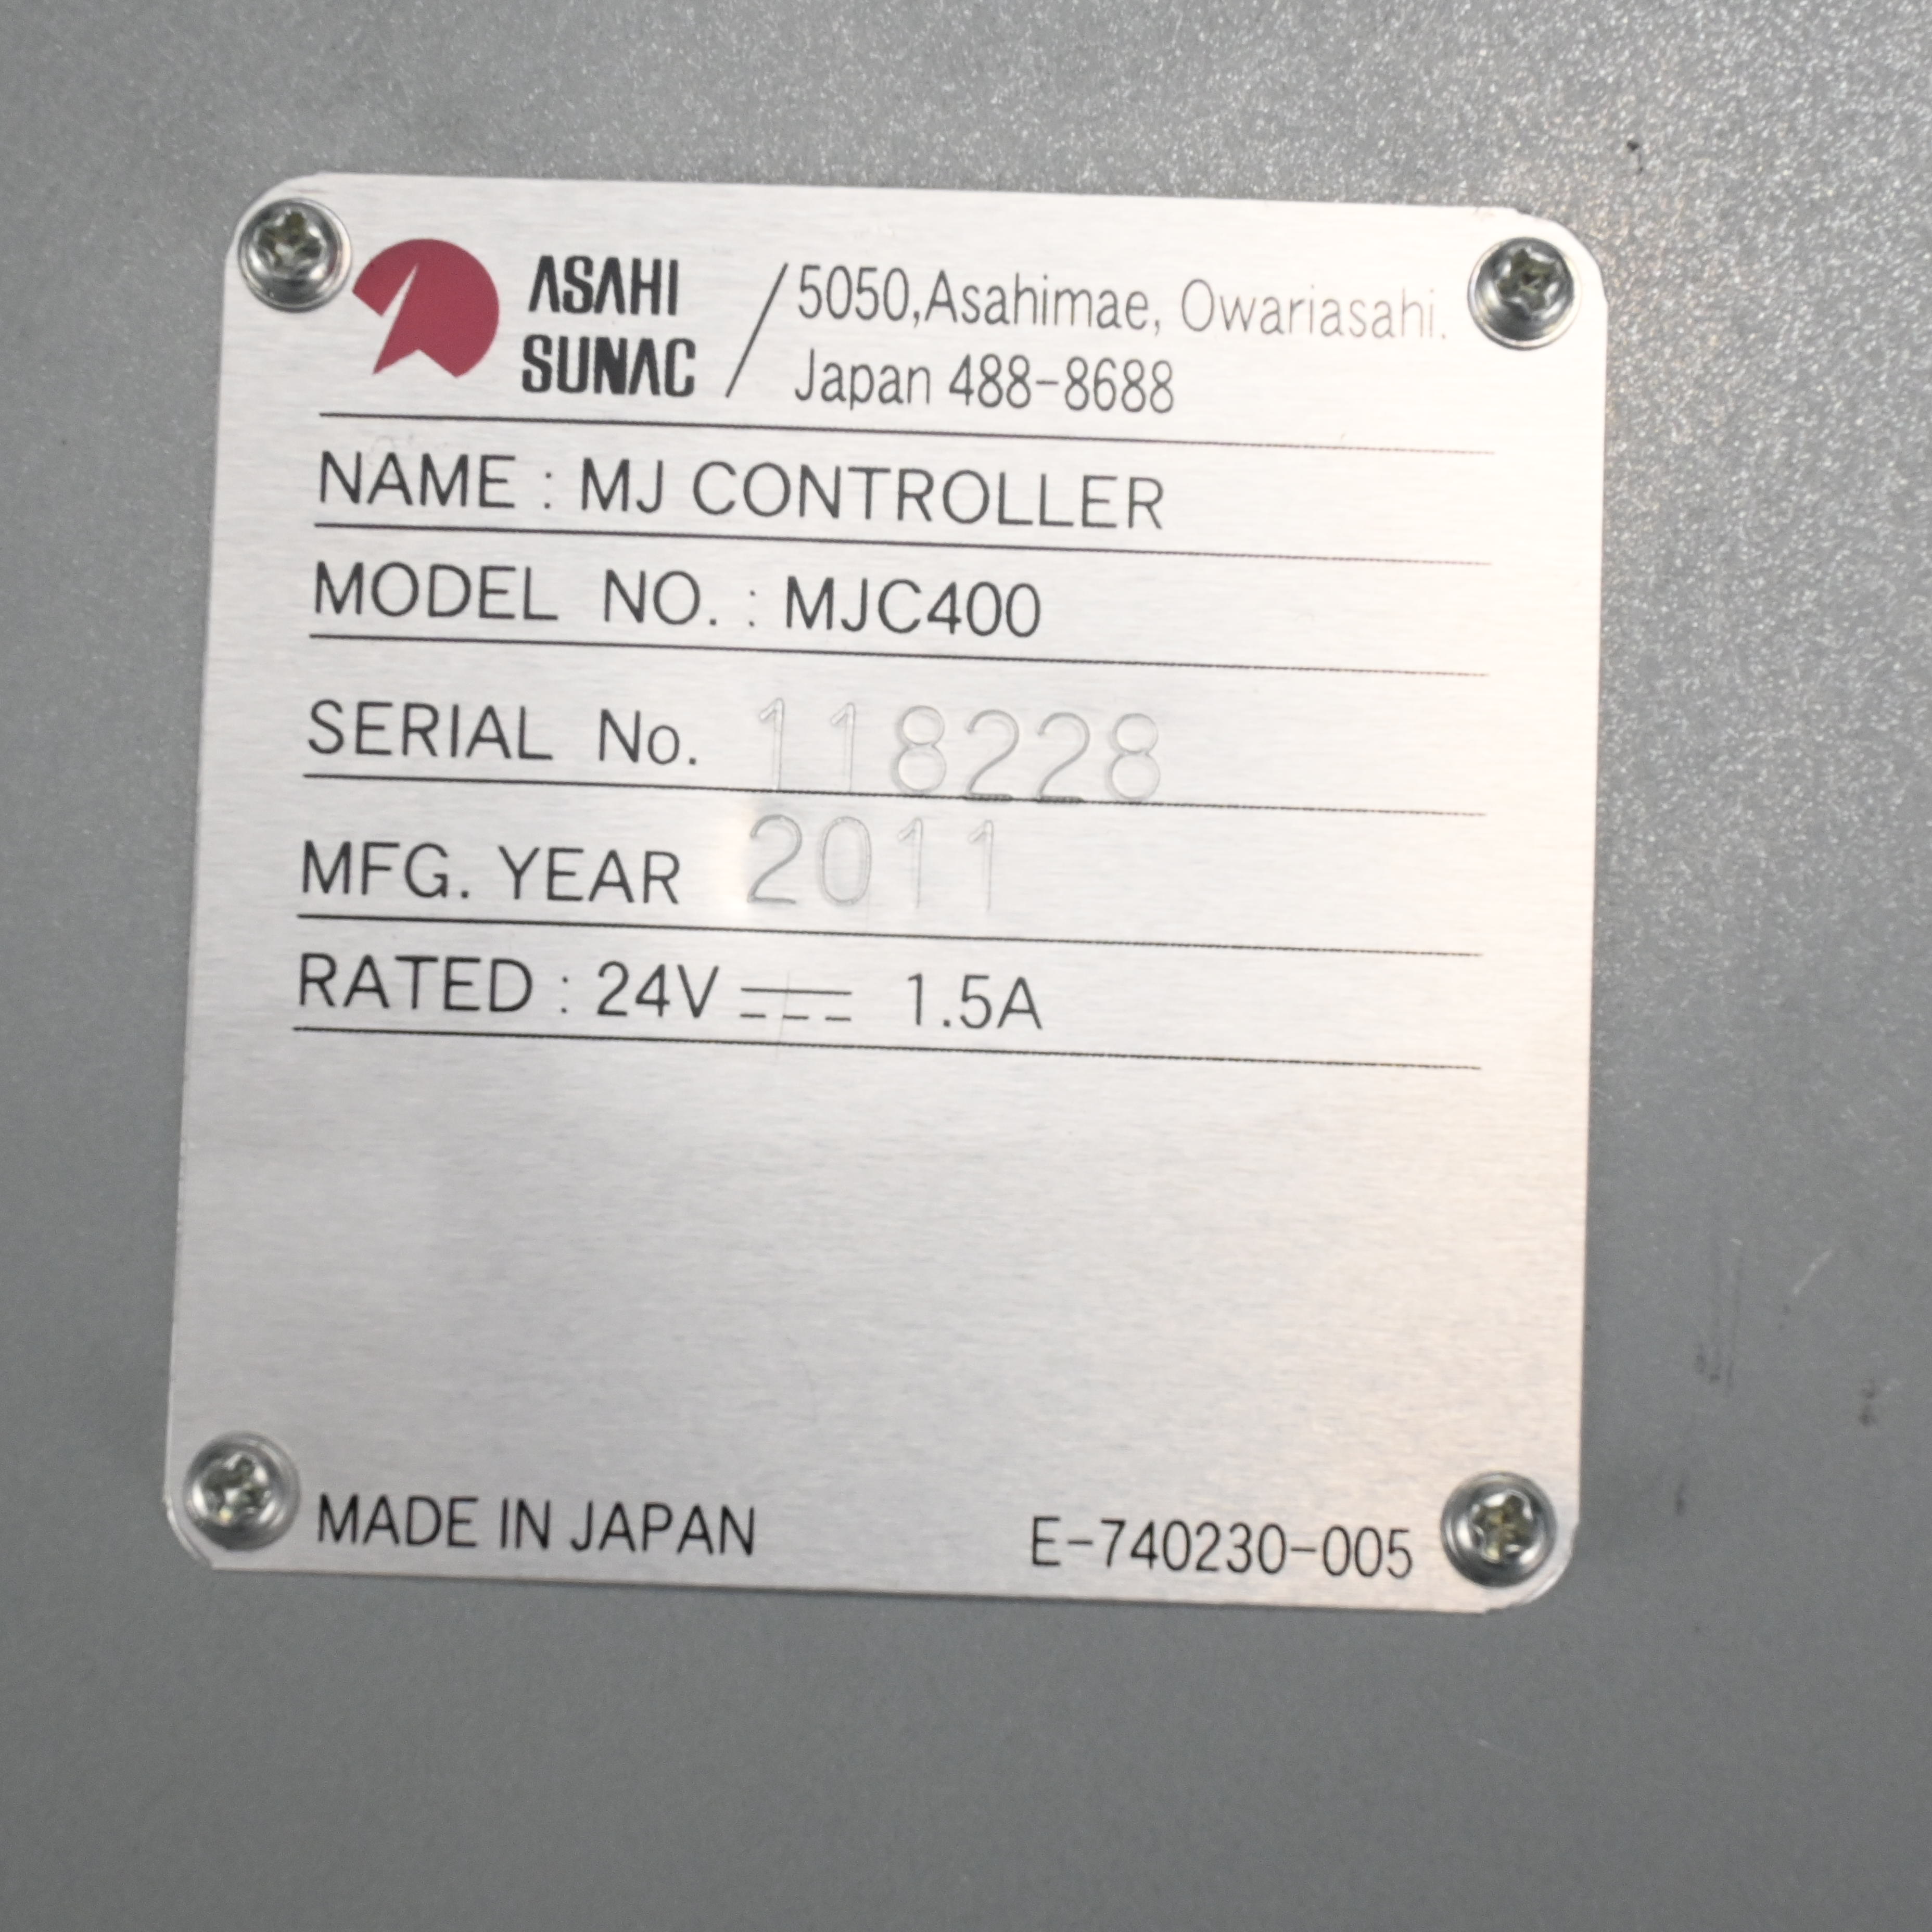 ASAHI
SUNAC
5050,Asahimae, Owariasahi.
Japan 488-8688
NAME : MJ CONTROLLER
MODEL NO. : MJC400
SERIAL No. 118228
MFG. YEAR 2011
RATED : 24V ⎓ 1.5A
MADE IN JAPAN
E-740230-005